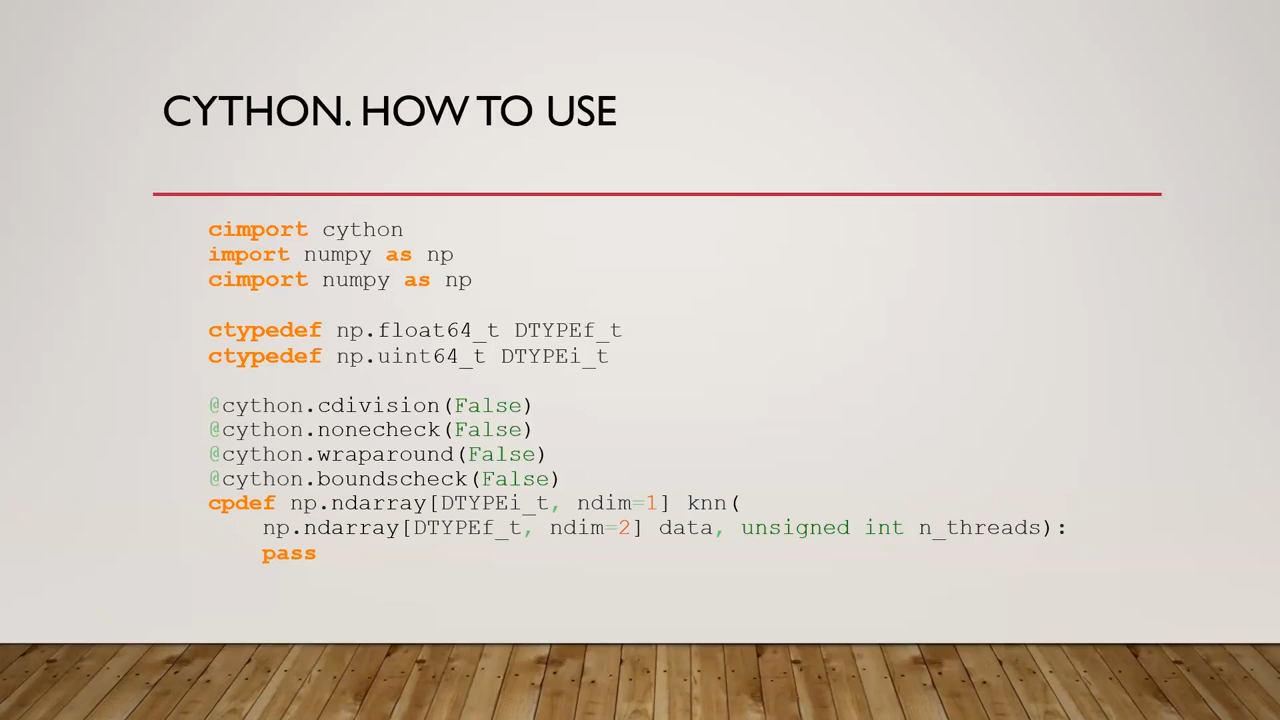 CYTHON. HOW TO USE
cimport cython
import numpy as np
cimport numpy as np
ctypedef np.float64_t DTYPEf_t
ctypedef np.uint64_t DTYPEi_t
@cython.cdivision(False)
@cython.nonecheck(False)
@cython.wraparound(False)
@cython.boundscheck(False)
cpdef np.ndarray[DTYPEi_t, ndim=1] knn(
np.ndarray[DTYPEf_t, ndim=2] data, unsigned int n_threads):
pass